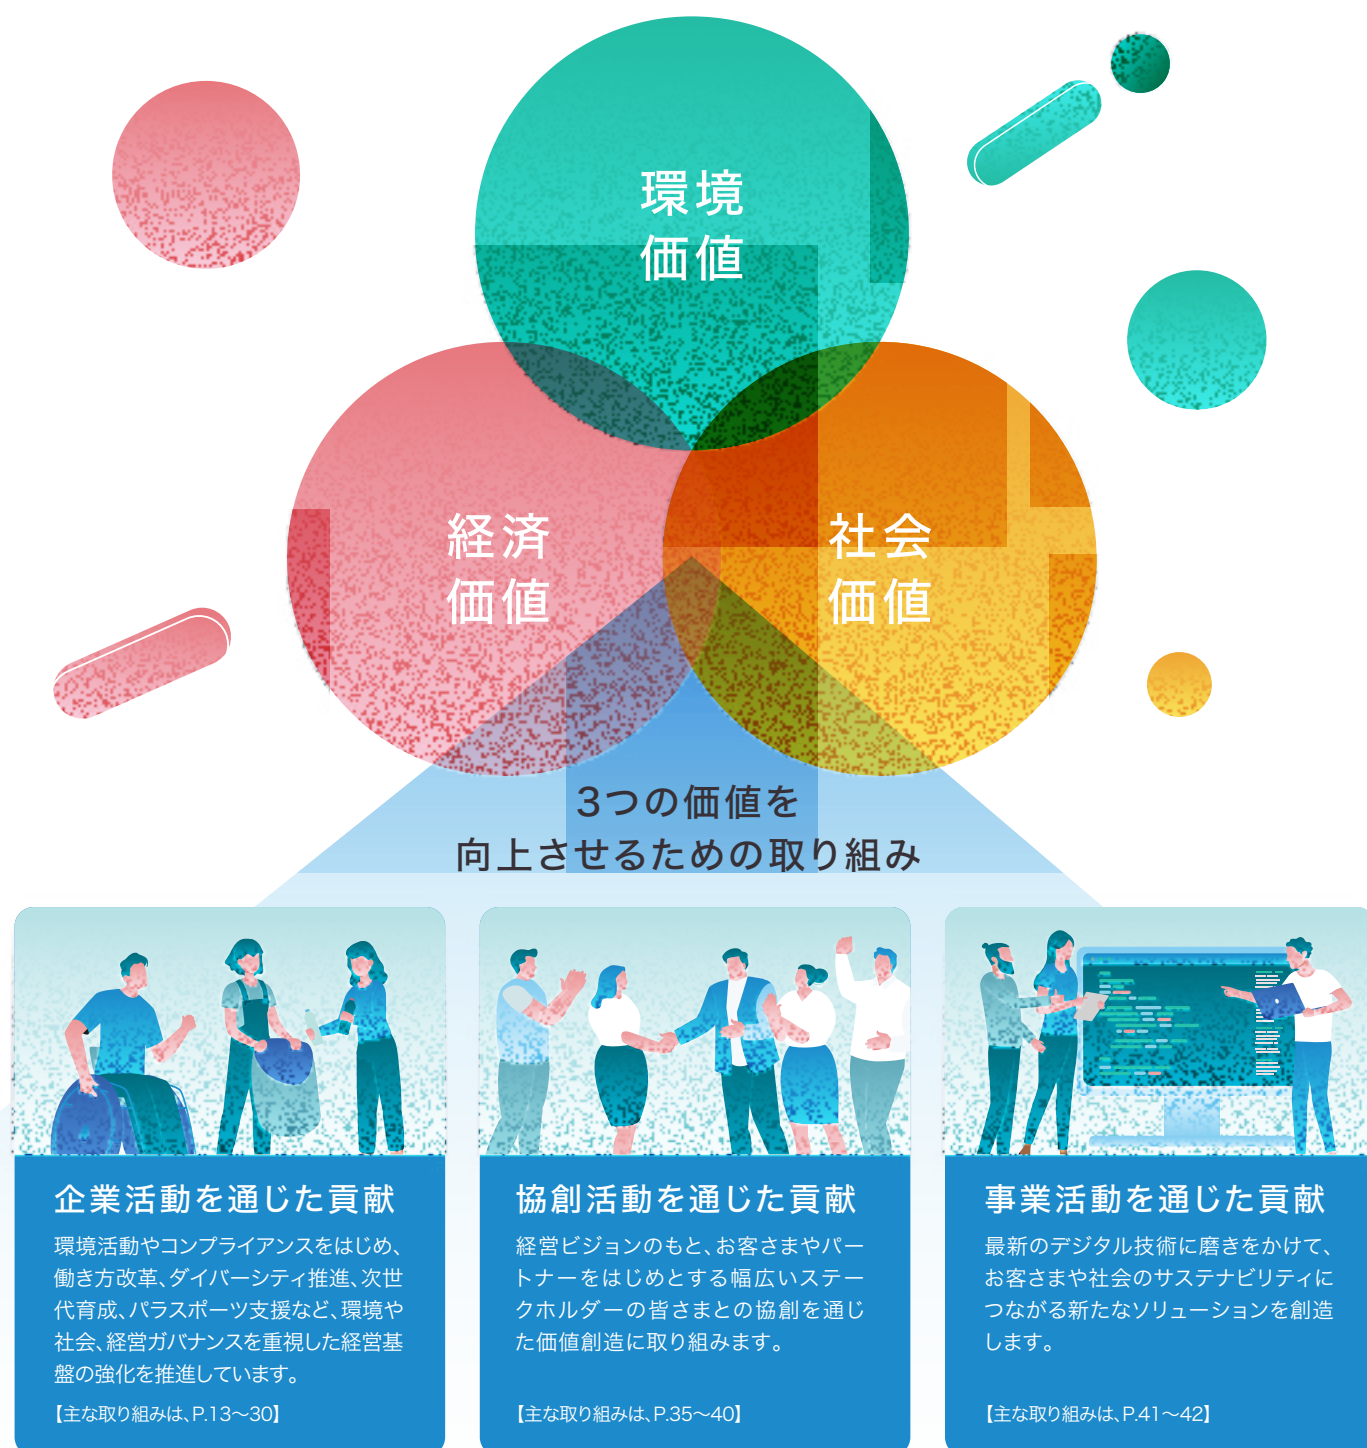 環境
価値
経済
価値
社会
価値
3つの価値を
向上させるための取り組み
企業活動を通じた貢献
環境活動やコンプライアンスをはじめ、
働き方改革、ダイバーシティ推進、次世
代育成、パラスポーツ支援など、環境や
社会、経営ガバナンスを重視した経営基
盤の強化を推進しています。
【主な取り組みは、P.13〜30】
協創活動を通じた貢献
経営ビジョンのもと、お客さまやパー
トナーをはじめとする幅広いステー
クホルダーの皆さまとの協創を通じ
た価値創造に取り組みます。
【主な取り組みは、P.35〜40】
事業活動を通じた貢献
最新のデジタル技術に磨きをかけて、
お客さまや社会のサステナビリティに
つながる新たなソリューションを創造
します。
【主な取り組みは、P.41〜42】